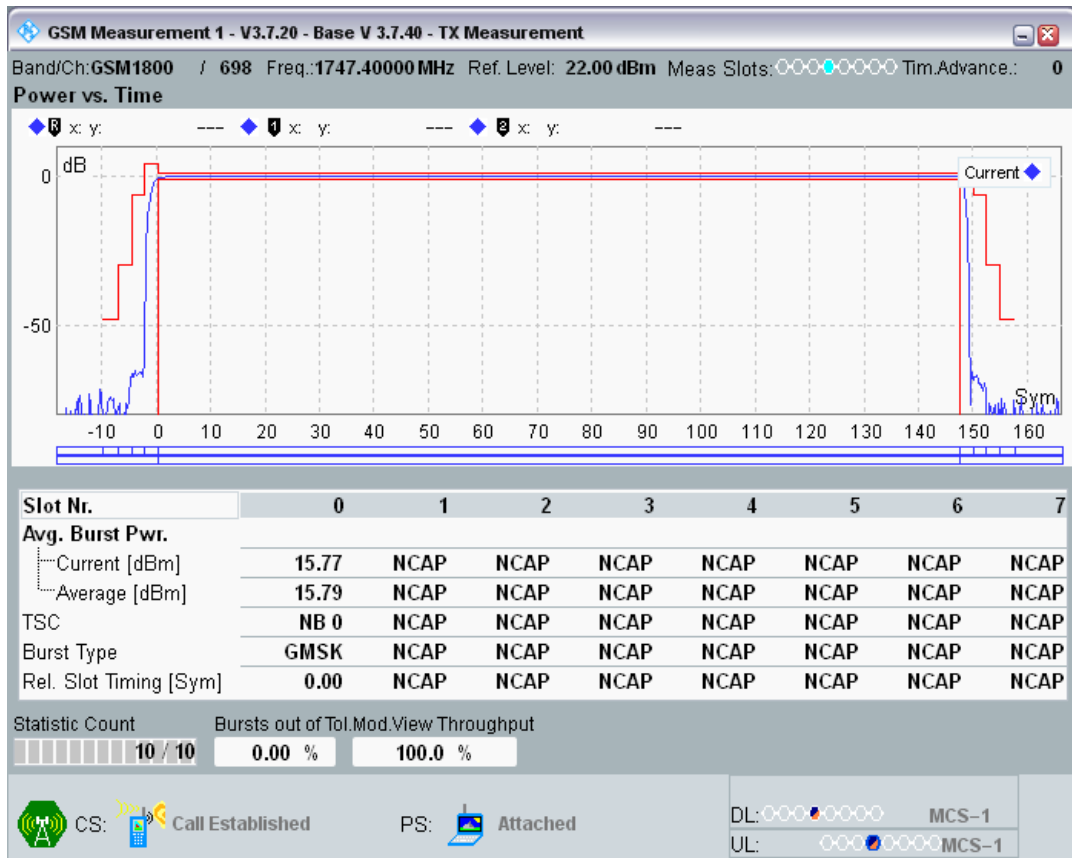 GSM Measurement 1 - V3.7.20 - Base V 3.7.40 - TX Measurement
Band/Ch:GSM1800 / 698 Freq.:1747.40000 MHz Ref. Level: 22.00 dBm Meas Slots: Tim.Advance.: 0
Power vs. Time
R x: y: --- 1 x: y: --- 2 x: y: ---
dB
0
Current
-50
Sym
-10 0 10 20 30 40 50 60 70 80 90 100 110 120 130 140 150 160
Slot Nr. 0 1 2 3 4 5 6 7
Avg. Burst Pwr.
Current [dBm] 15.77 NCAP NCAP NCAP NCAP NCAP NCAP NCAP
Average [dBm] 15.79 NCAP NCAP NCAP NCAP NCAP NCAP NCAP
TSC NB 0 NCAP NCAP NCAP NCAP NCAP NCAP NCAP
Burst Type GMSK NCAP NCAP NCAP NCAP NCAP NCAP NCAP
Rel. Slot Timing [Sym] 0.00 NCAP NCAP NCAP NCAP NCAP NCAP NCAP
Statistic Count Bursts out of Tol.Mod.View Throughput
10 / 10 0.00 % 100.0 %
CS: Call Established PS: Attached DL: MCS-1
UL: MCS-1